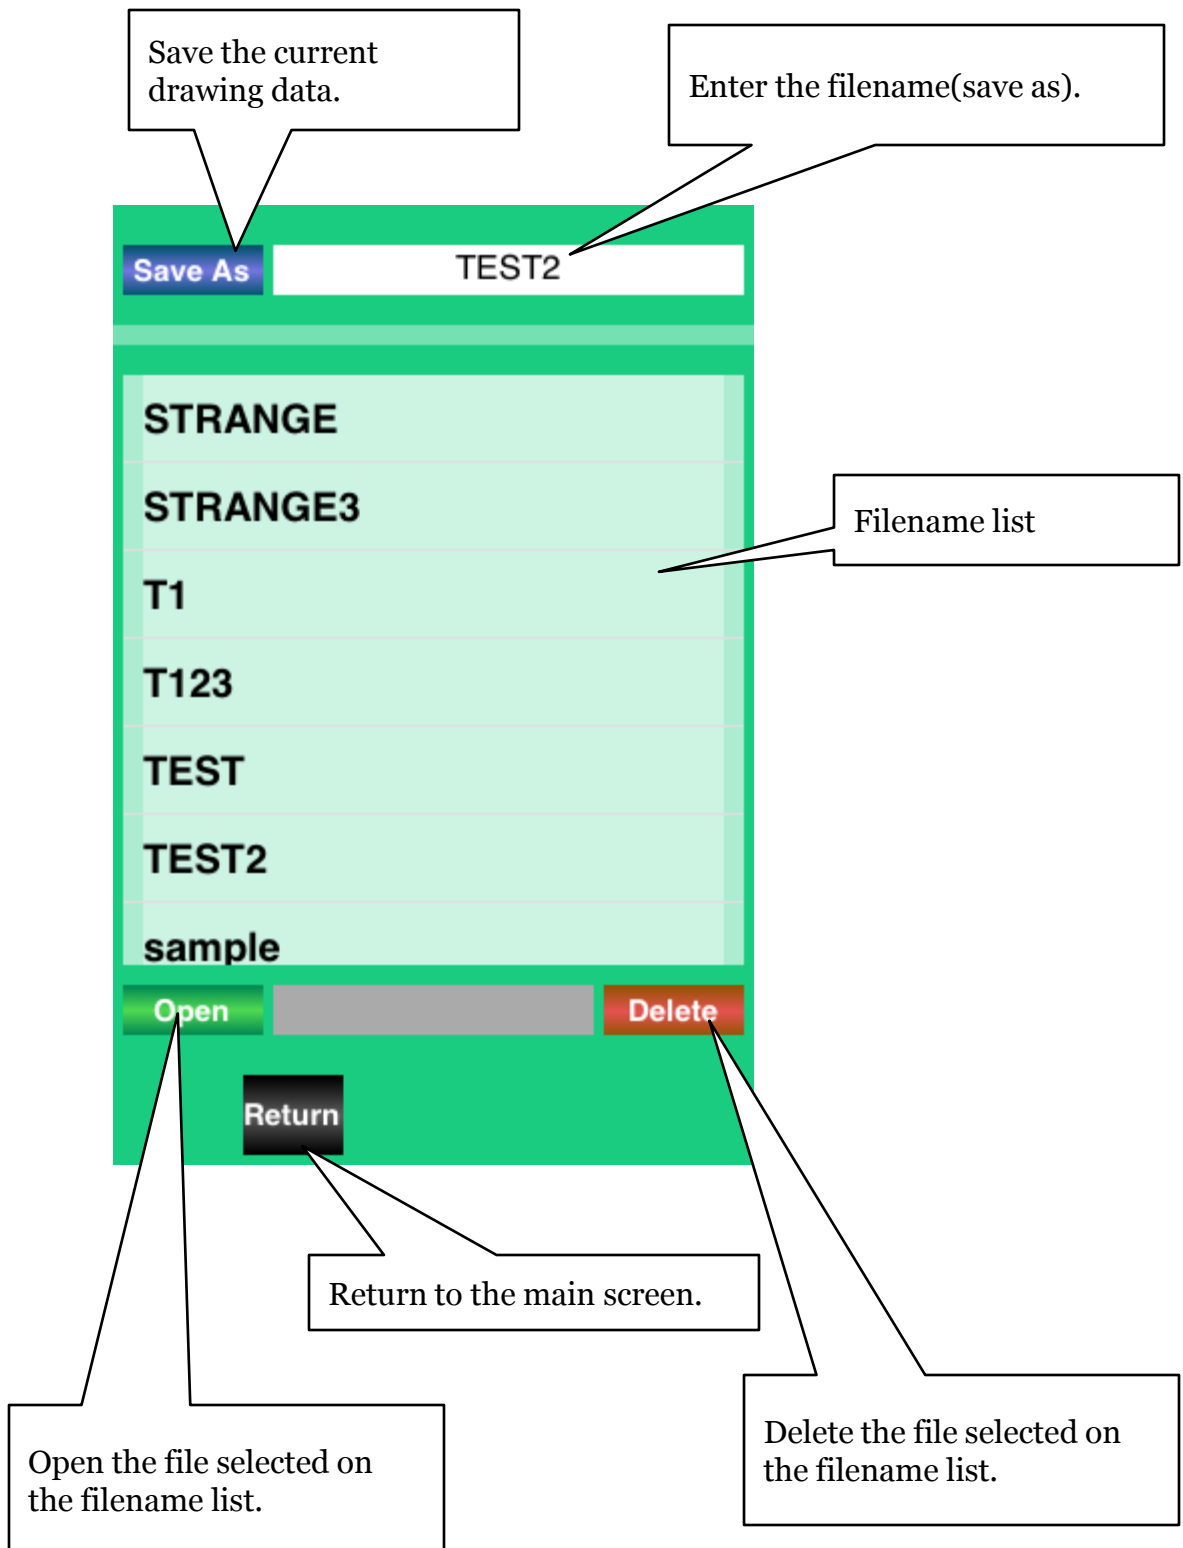 Save the current
drawing data.
Enter the filename(save as).
Save As
TEST2
STRANGE
STRANGE3
Filename list
T1
T123
TEST
TEST2
sample
Open
Delete
Return
Return to the main screen.
Delete the file selected on
the filename list.
Open the file selected on
the filename list.